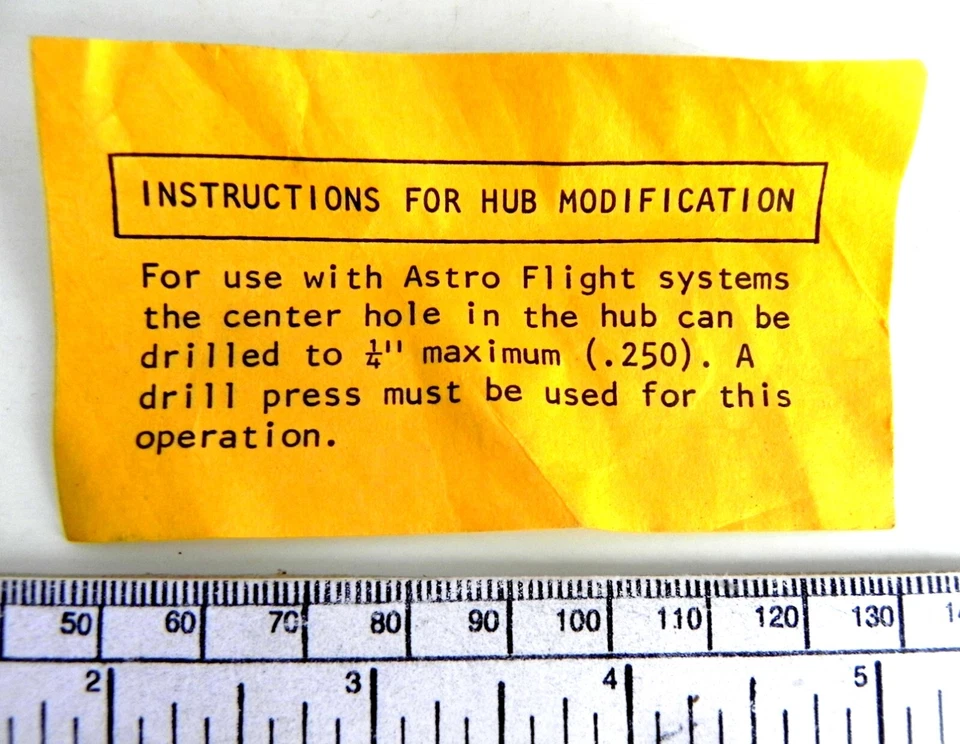 INSTRUCTIONS FOR HUB MODIFICATION
For use with Astro Flight systems
the center hole in the hub can be
drilled to ¼" maximum (.250). A
drill press must be used for this
operation.
50 60 70 80 90 100 110 120 130
2 3 4 5